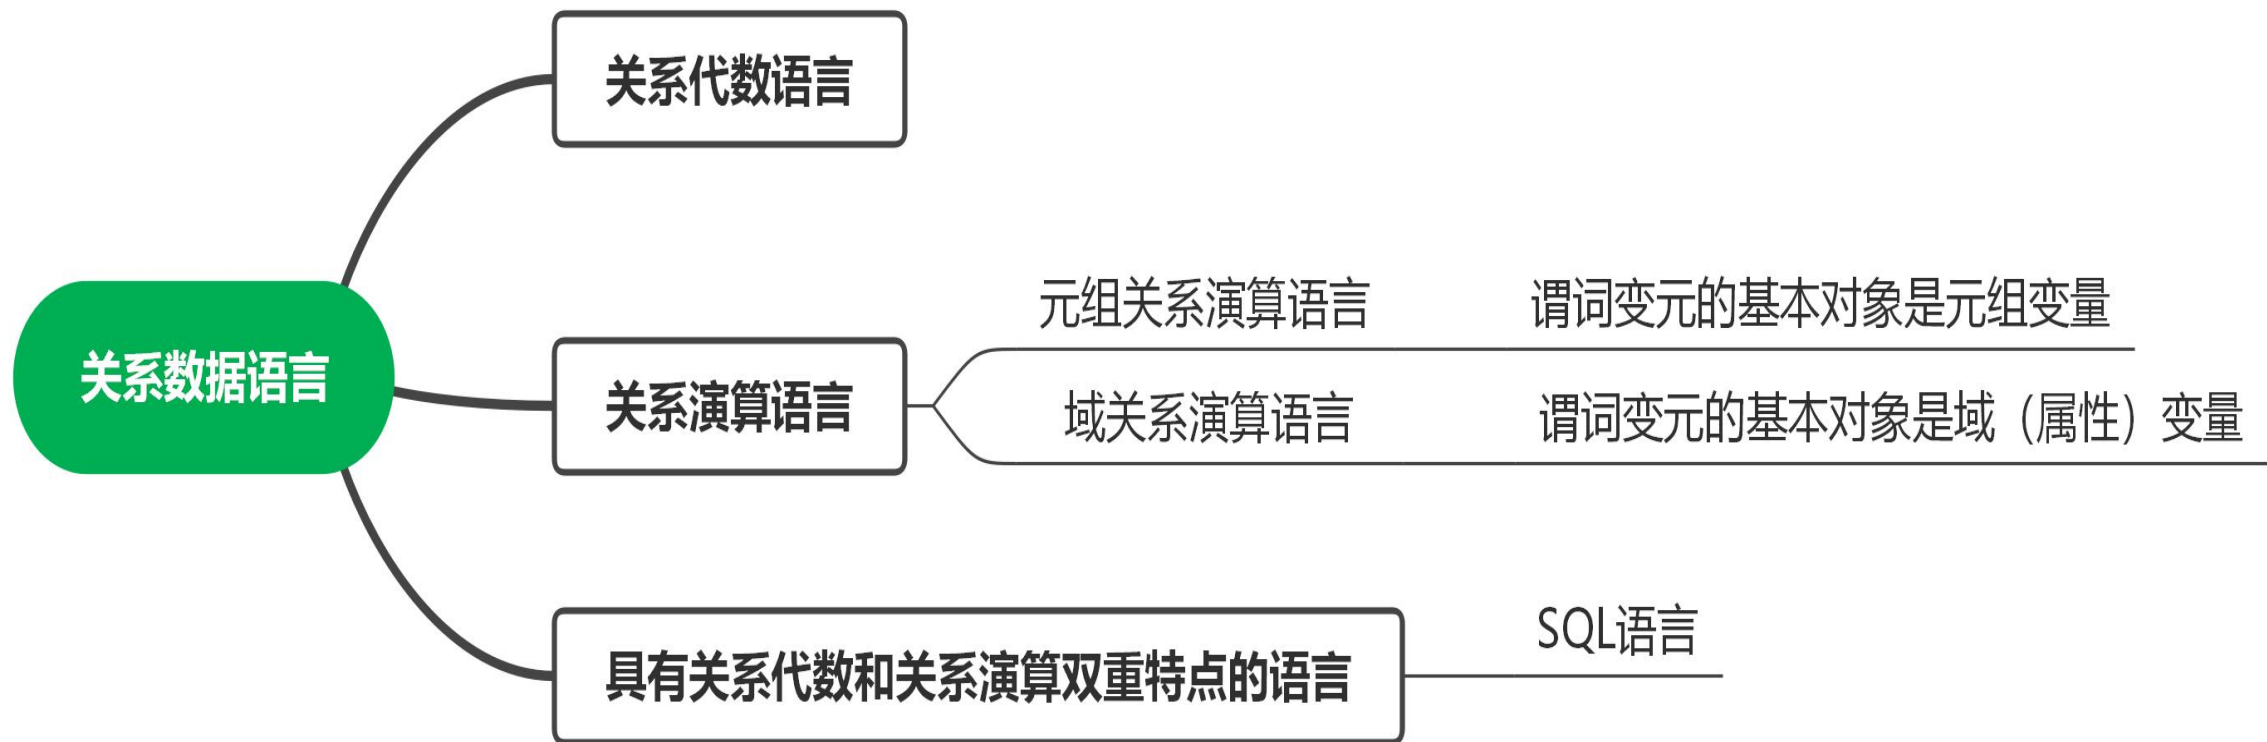 关系代数语言
元组关系演算语言
谓词变元的基本对象是元组变量
关系数据语言
关系演算语言
域关系演算语言
谓词变元的基本对象是域（属性）变量
具有关系代数和关系演算双重特点的语言
SQL语言